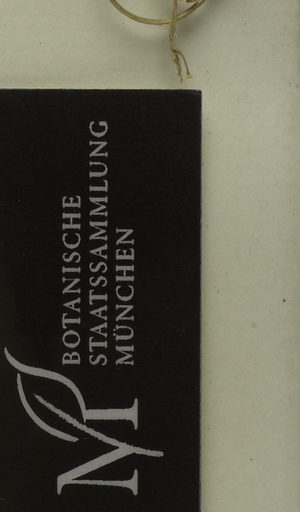 BOTANISCHE
STAATSSAMMLUNG
MÜNCHEN
M